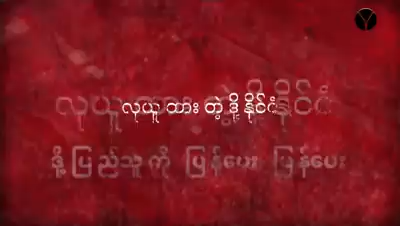 လုယူ ထား တဲ့ ဒို့ နိုင်ငံ
ဒို့ ပြည်သူ ကို ပြန်ပေး ပြန်ပေး